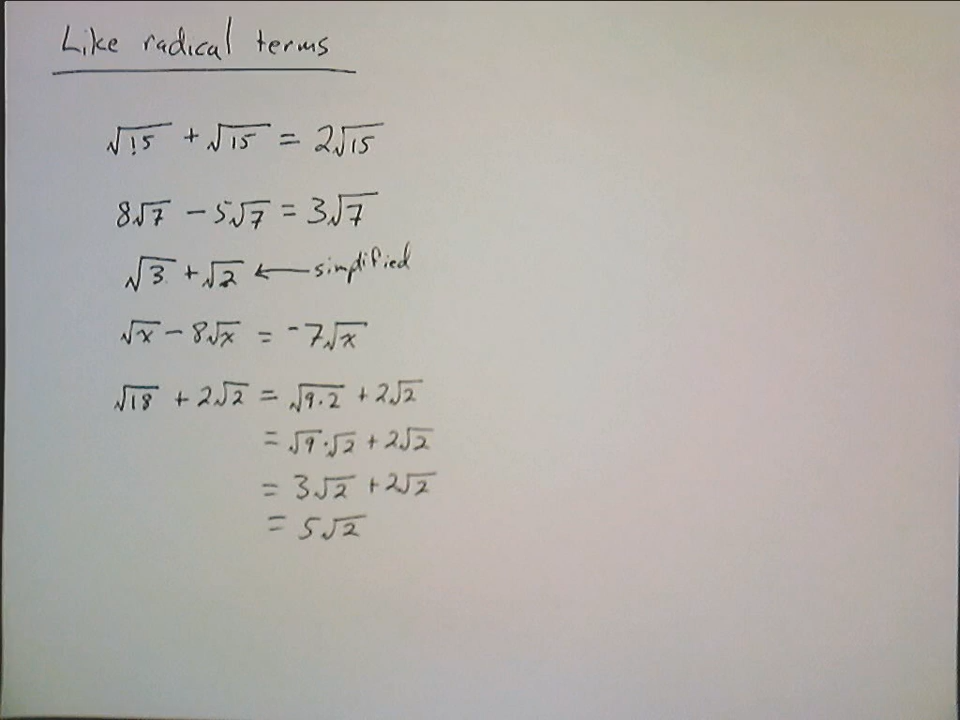 Like radical terms
√15 + √15 = 2√15
8√7 - 5√7 = 3√7
√3 + √2 ← simplified
√x - 8√x = -7√x
√18 + 2√2 = √9·2 + 2√2
= √9·√2 + 2√2
= 3√2 + 2√2
= 5√2